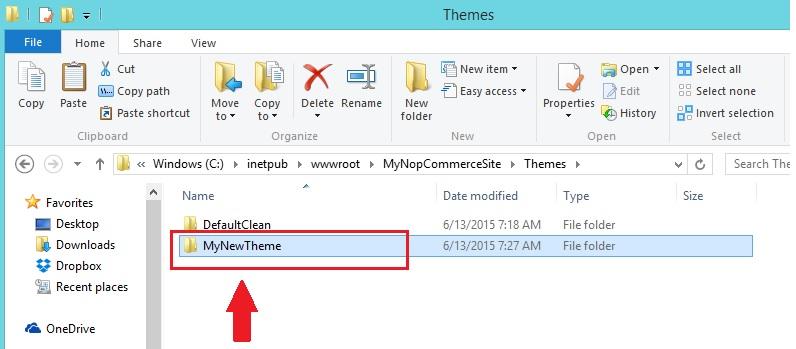 Themes
File Home Share View
Copy
Paste
Cut
Copy path
Paste shortcut
Clipboard
Move to
Copy to
Delete
Rename
Organize
New folder
New item
Easy access
New
Properties
Open
Edit
History
Open
Select all
Select none
Invert selection
Select
« Windows (C:) inetpub wwwroot MyNopCommerceSite Themes Search The
Name Date modified Type Size
Favorites
Desktop
Downloads
Dropbox
Recent places
OneDrive
DefaultClean 6/13/2015 7:18 AM File folder
MyNewTheme 6/13/2015 7:27 AM File folder